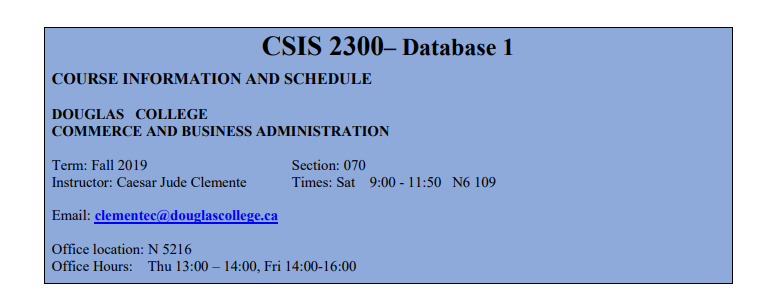 CSIS 2300– Database 1
COURSE INFORMATION AND SCHEDULE
DOUGLAS COLLEGE
COMMERCE AND BUSINESS ADMINISTRATION
Term: Fall 2019 Section: 070
Instructor: Caesar Jude Clemente Times: Sat 9:00 - 11:50 N6 109
Email: clementec@douglascollege.ca
Office location: N 5216
Office Hours: Thu 13:00 – 14:00, Fri 14:00-16:00